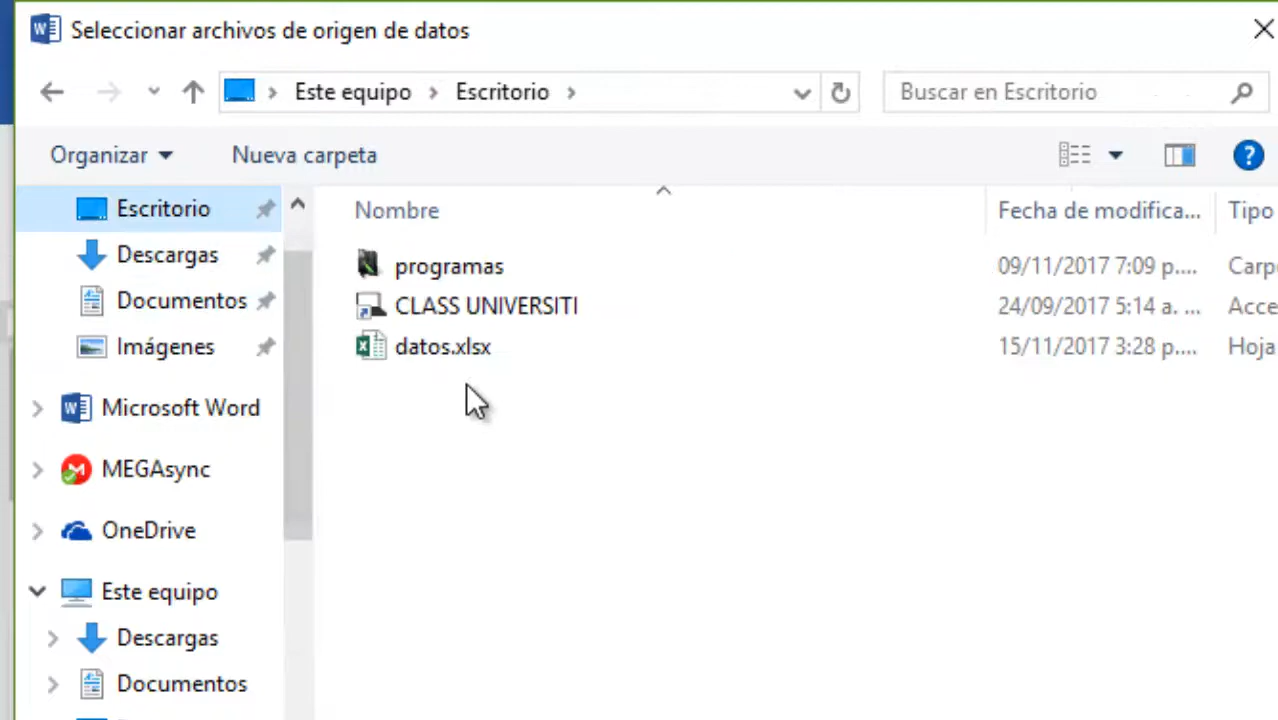 Seleccionar archivos de origen de datos
Este equipo Escritorio
Buscar en Escritorio
Organizar
Nueva carpeta
Escritorio
Descargas
Documentos
Imágenes
Microsoft Word
MEGAsync
OneDrive
Este equipo
Descargas
Documentos
Nombre Fecha de modifica... Tipo
programas 09/11/2017 7:09 p.... Carp
CLASS UNIVERSITI 24/09/2017 5:14 a. ... Acce
datos.xlsx 15/11/2017 3:28 p.... Hoja